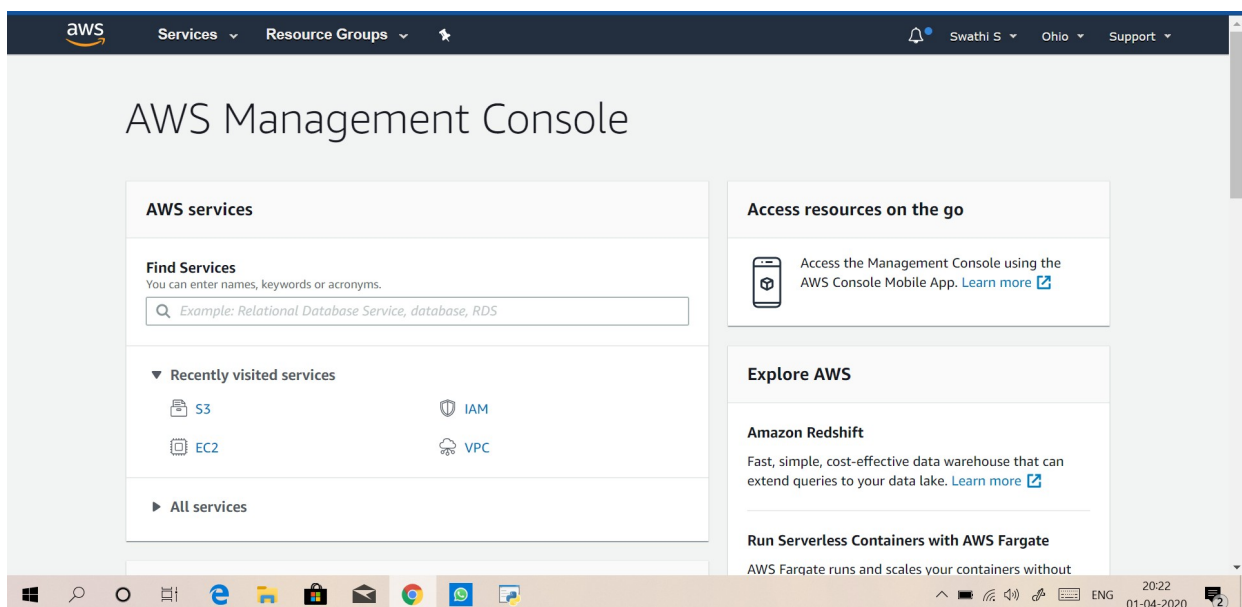 aws
Services
Resource Groups
Swathi S
Ohio
Support
AWS Management Console
AWS services
Find Services
You can enter names, keywords or acronyms.
Example: Relational Database Service, database, RDS
Recently visited services
S3
IAM
EC2
VPC
All services
Access resources on the go
Access the Management Console using the
AWS Console Mobile App. Learn more
Explore AWS
Amazon Redshift
Fast, simple, cost-effective data warehouse that can
extend queries to your data lake. Learn more
Run Serverless Containers with AWS Fargate
AWS Fargate runs and scales your containers without
ENG
20:22
01-04-2020
2